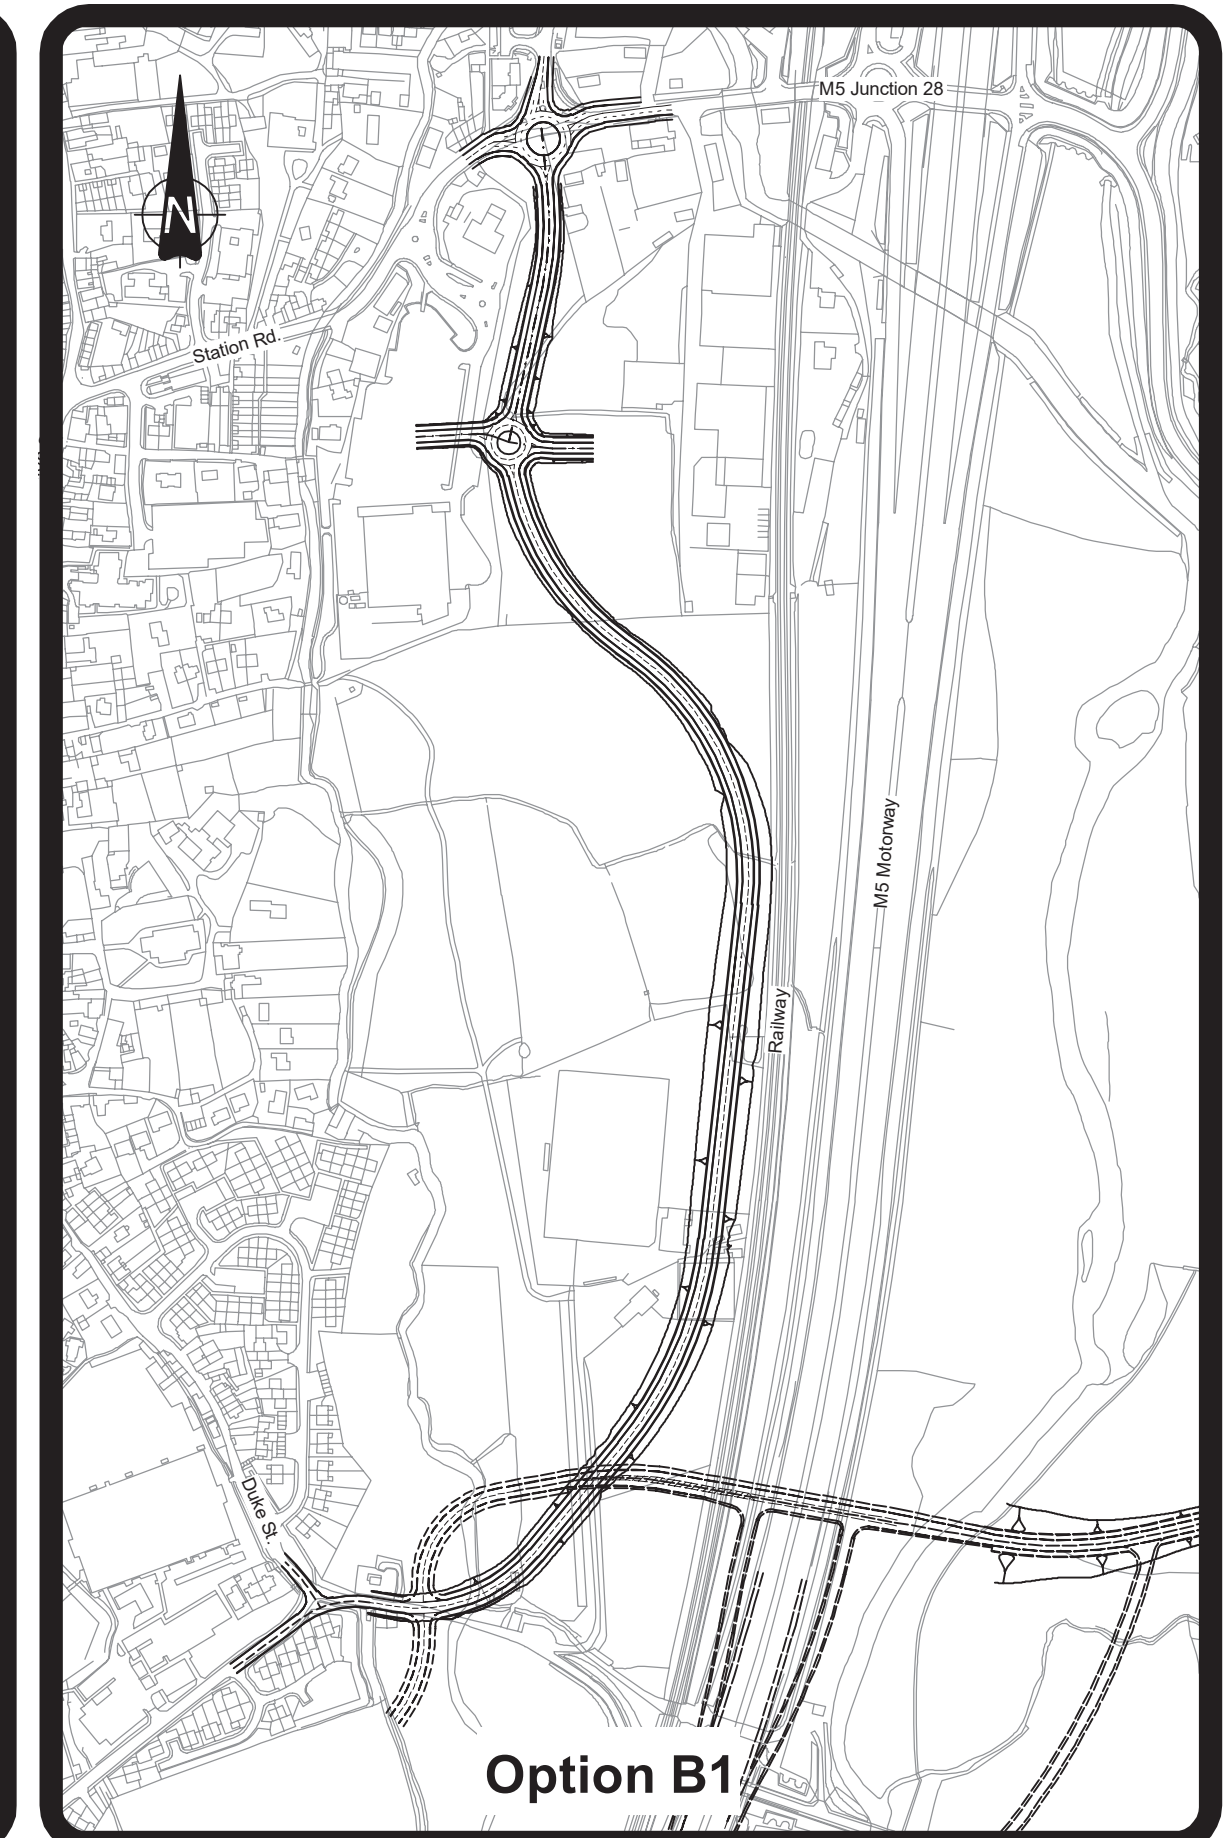 M5 Junction 28
N
Station Rd.
M5 Motorway
Railway
Duke St.
Option B1